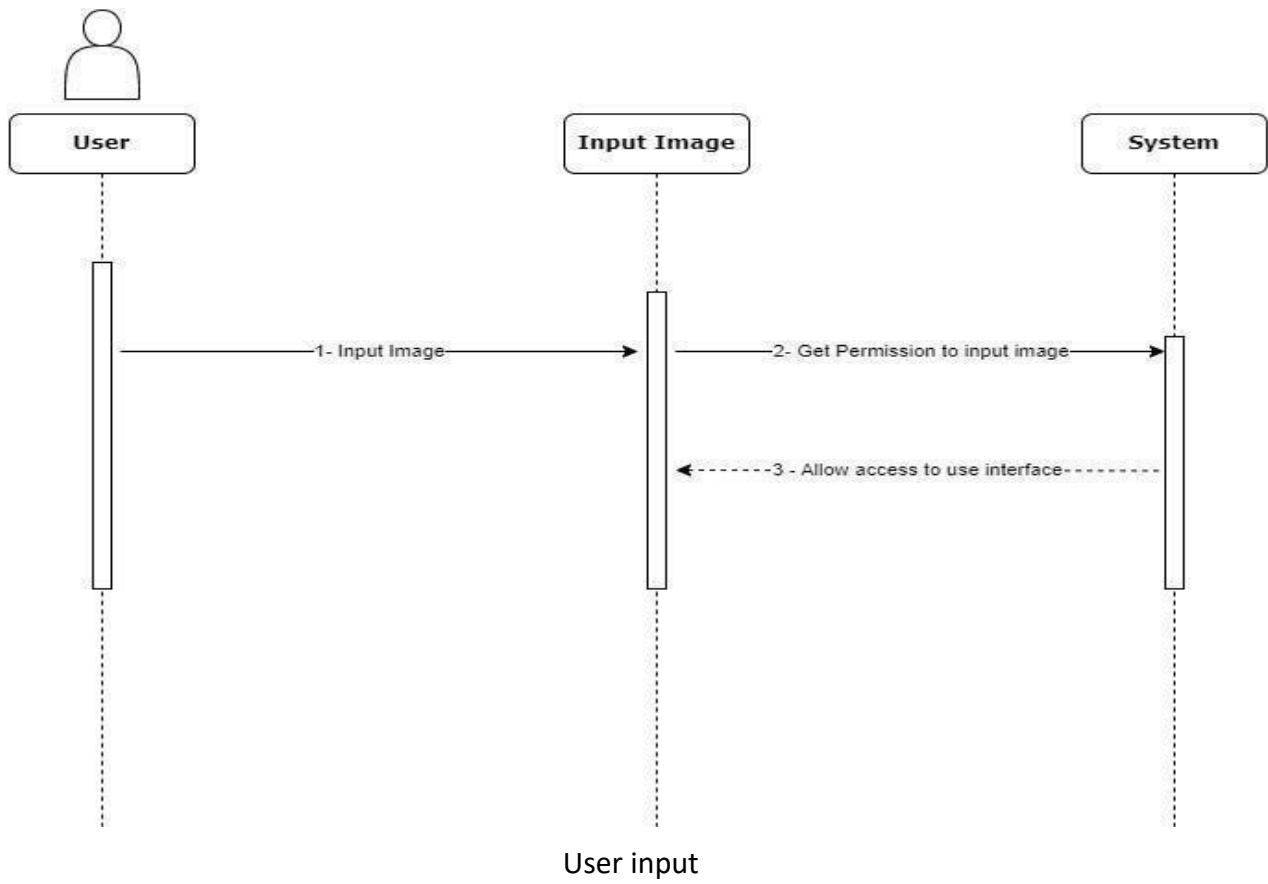 User
Input Image
System
1- Input Image
2- Get Permission to input image
3 - Allow access to use interface
User input